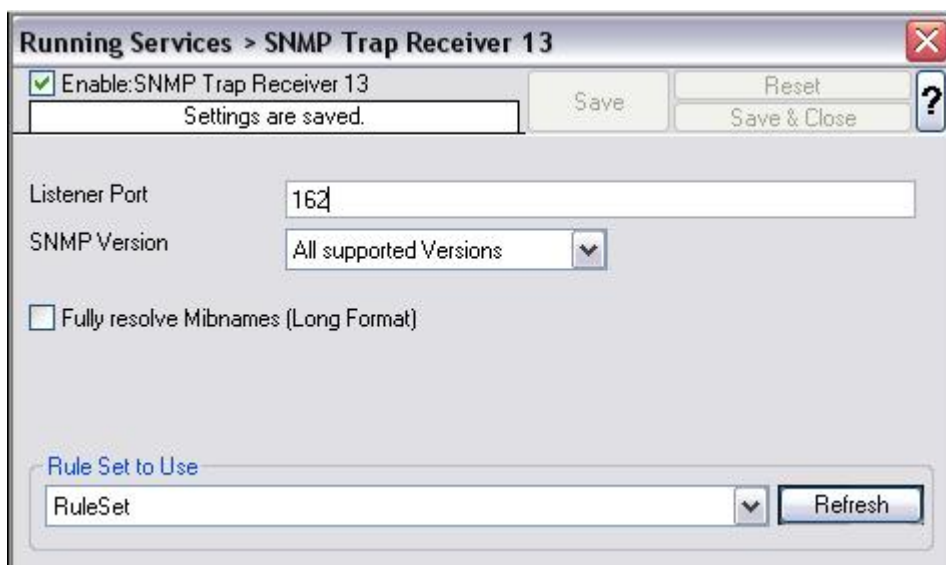 Running Services > SNMP Trap Receiver 13
Enable:SNMP Trap Receiver 13
Settings are saved.
Save
Reset
Save & Close
?
Listener Port
162
SNMP Version
All supported Versions
Fully resolve Mibnames (Long Format)
Rule Set to Use
RuleSet
Refresh